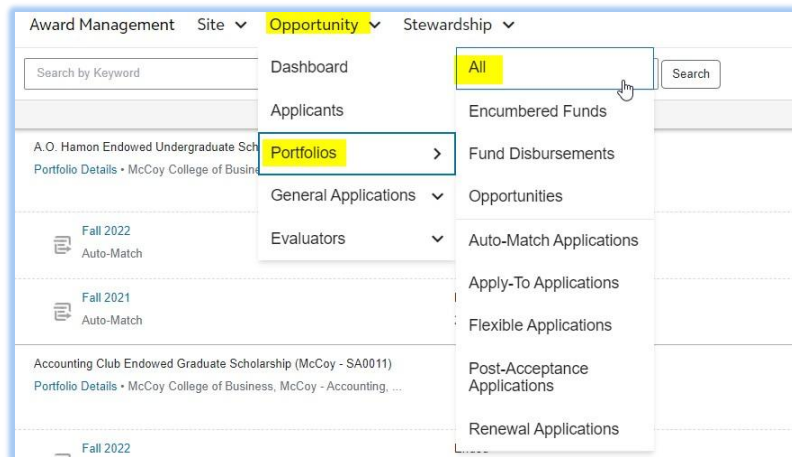 Award Management Site Opportunity Stewardship
Search by Keyword
Search
Dashboard
Applicants
Portfolios
General Applications
Evaluators
All
Encumbered Funds
Fund Disbursements
Opportunities
Auto-Match Applications
Apply-To Applications
Flexible Applications
Post-Acceptance
Applications
Renewal Applications
A.O. Hamon Endowed Undergraduate
Portfolio Details • McCoy College of
Fall 2022
Auto-Match
Fall 2021
Auto-Match
Accounting Club Endowed Graduate Scholarship (McCoy - SA0011)
Portfolio Details • McCoy College of Business, McCoy - Accounting, ...
Fall 2022